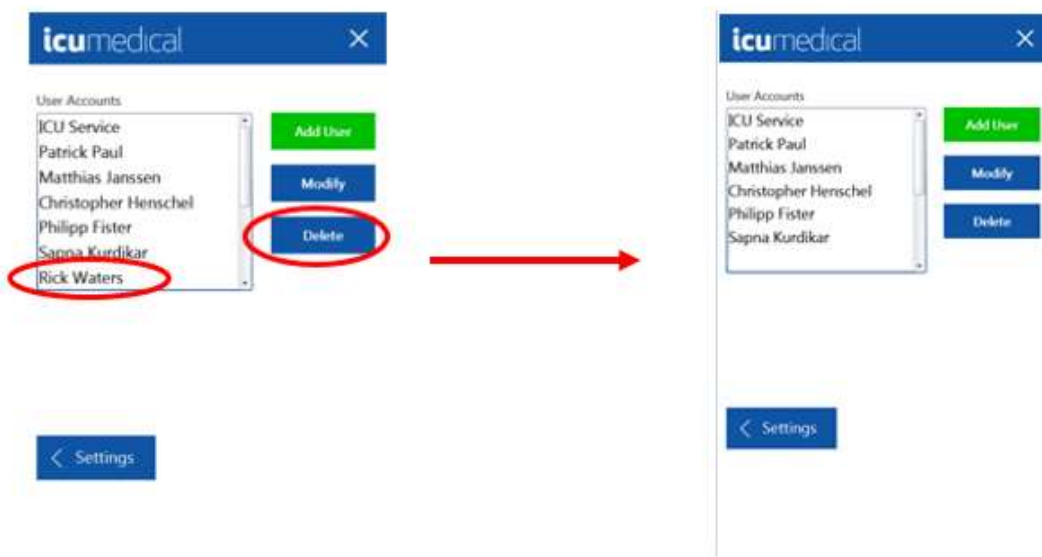 icumedical
User Accounts
ICU Service
Patrick Paul
Matthias Janssen
Christopher Henschel
Philipp Fister
Sapna Kurdikar
Rick Waters
Add User
Modify
Delete
Settings
icumedical
User Accounts
ICU Service
Patrick Paul
Matthias Janssen
Christopher Henschel
Philipp Fister
Sapna Kurdikar
Add User
Modify
Delete
Settings